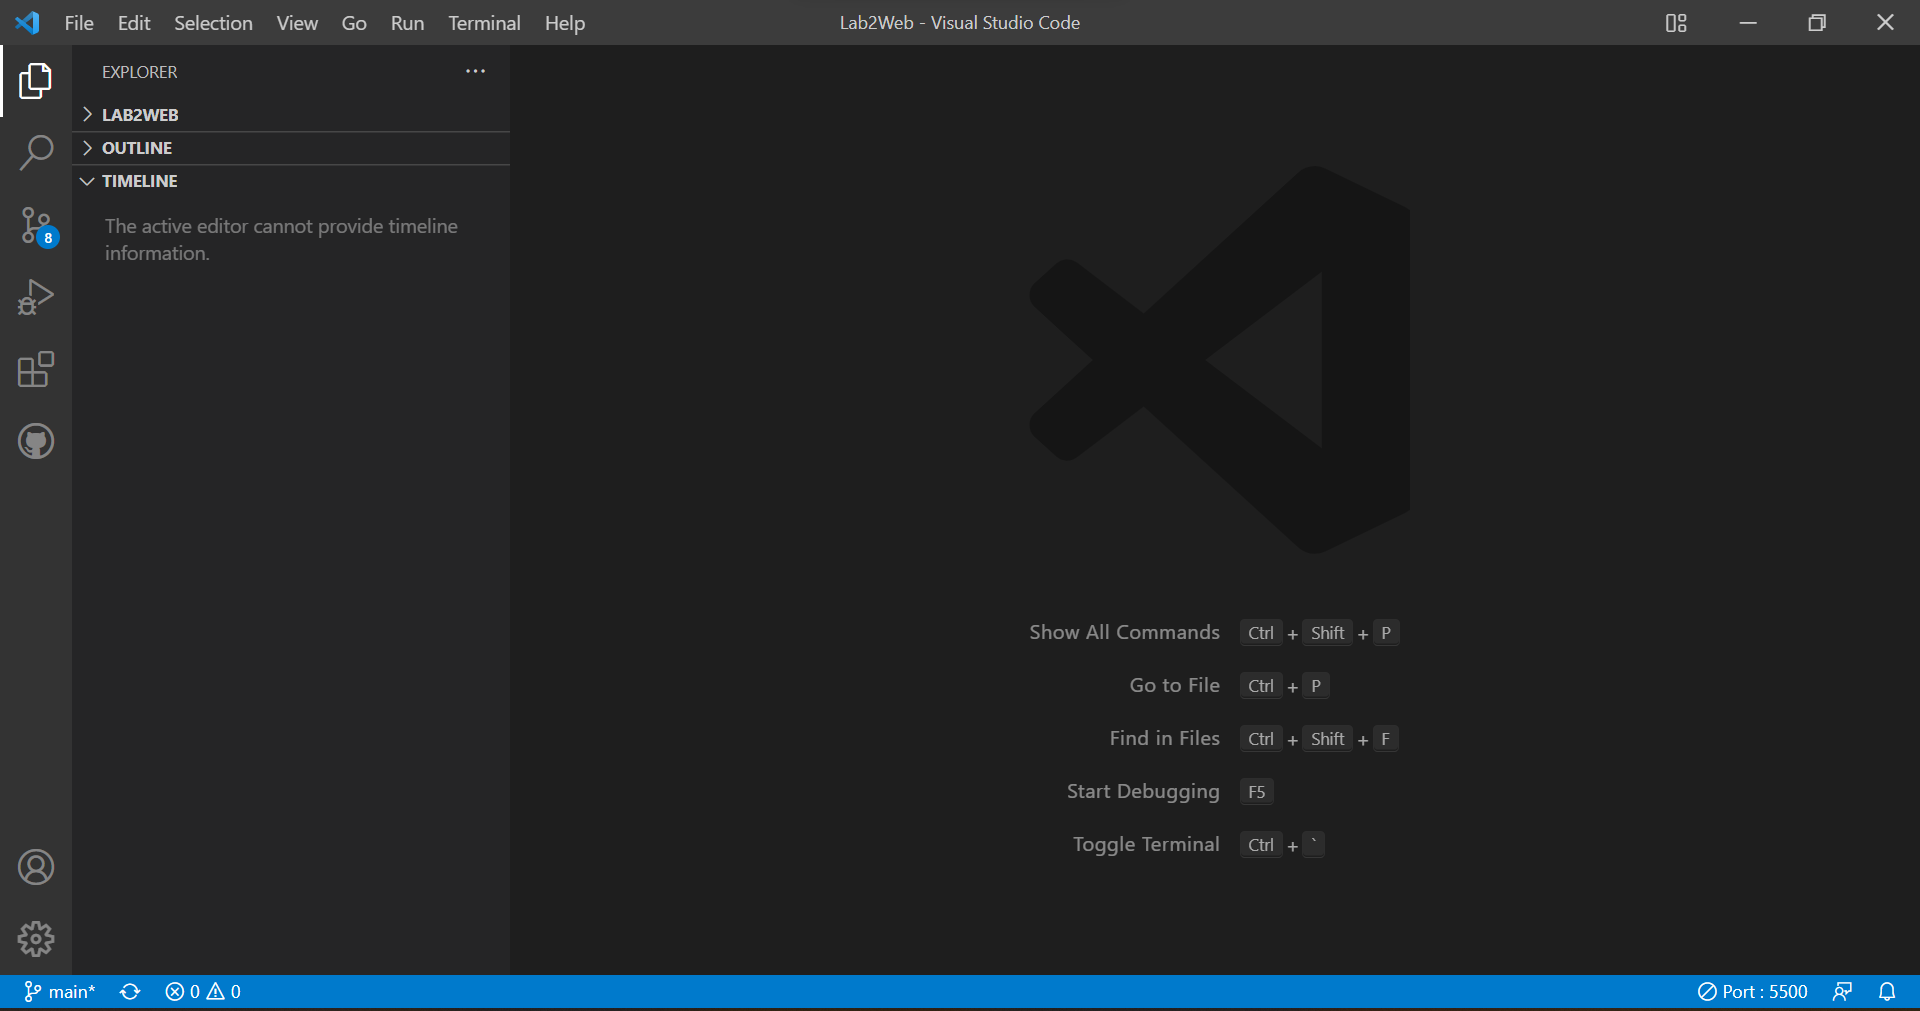 File Edit Selection View Go Run Terminal Help Lab2Web - Visual Studio Code
EXPLORER
LAB2WEB
OUTLINE
TIMELINE
The active editor cannot provide timeline
information.
8
Show All Commands Ctrl + Shift + P
Go to File Ctrl + P
Find in Files Ctrl + Shift + F
Start Debugging F5
Toggle Terminal Ctrl + `
main* 0 0 Port : 5500